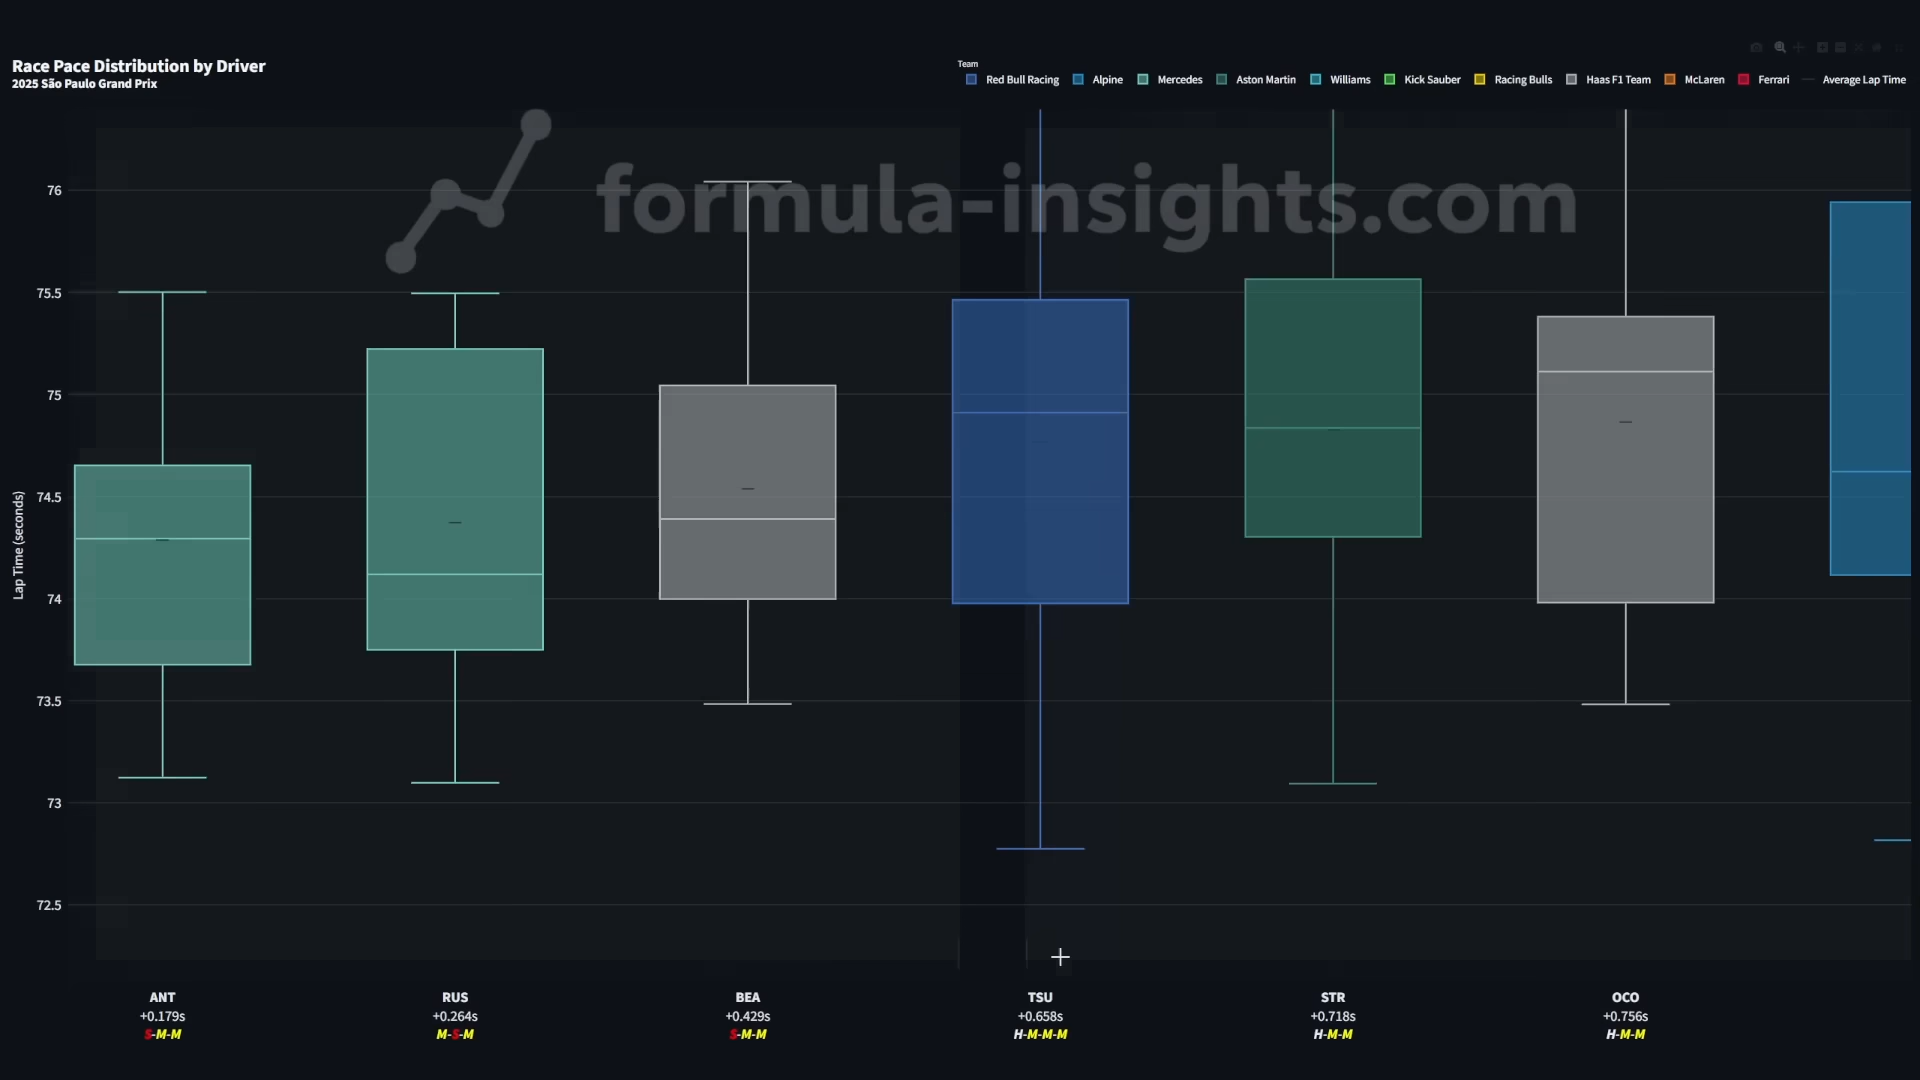 Race Pace Distribution by Driver
2025 São Paulo Grand Prix
Team
Red Bull Racing Alpine Mercedes Aston Martin Williams Kick Sauber Racing Bulls Haas F1 Team McLaren Ferrari Average Lap Time
formula-insights.com
76
75.5
75
74.5
74
73.5
73
72.5
Lap Time (seconds)
ANT RUS BEA TSU STR OCO
+0.179s +0.264s +0.429s +0.658s +0.718s +0.756s
S-M-M M-S-M S-M-M H-M-M-M H-M-M H-M-M